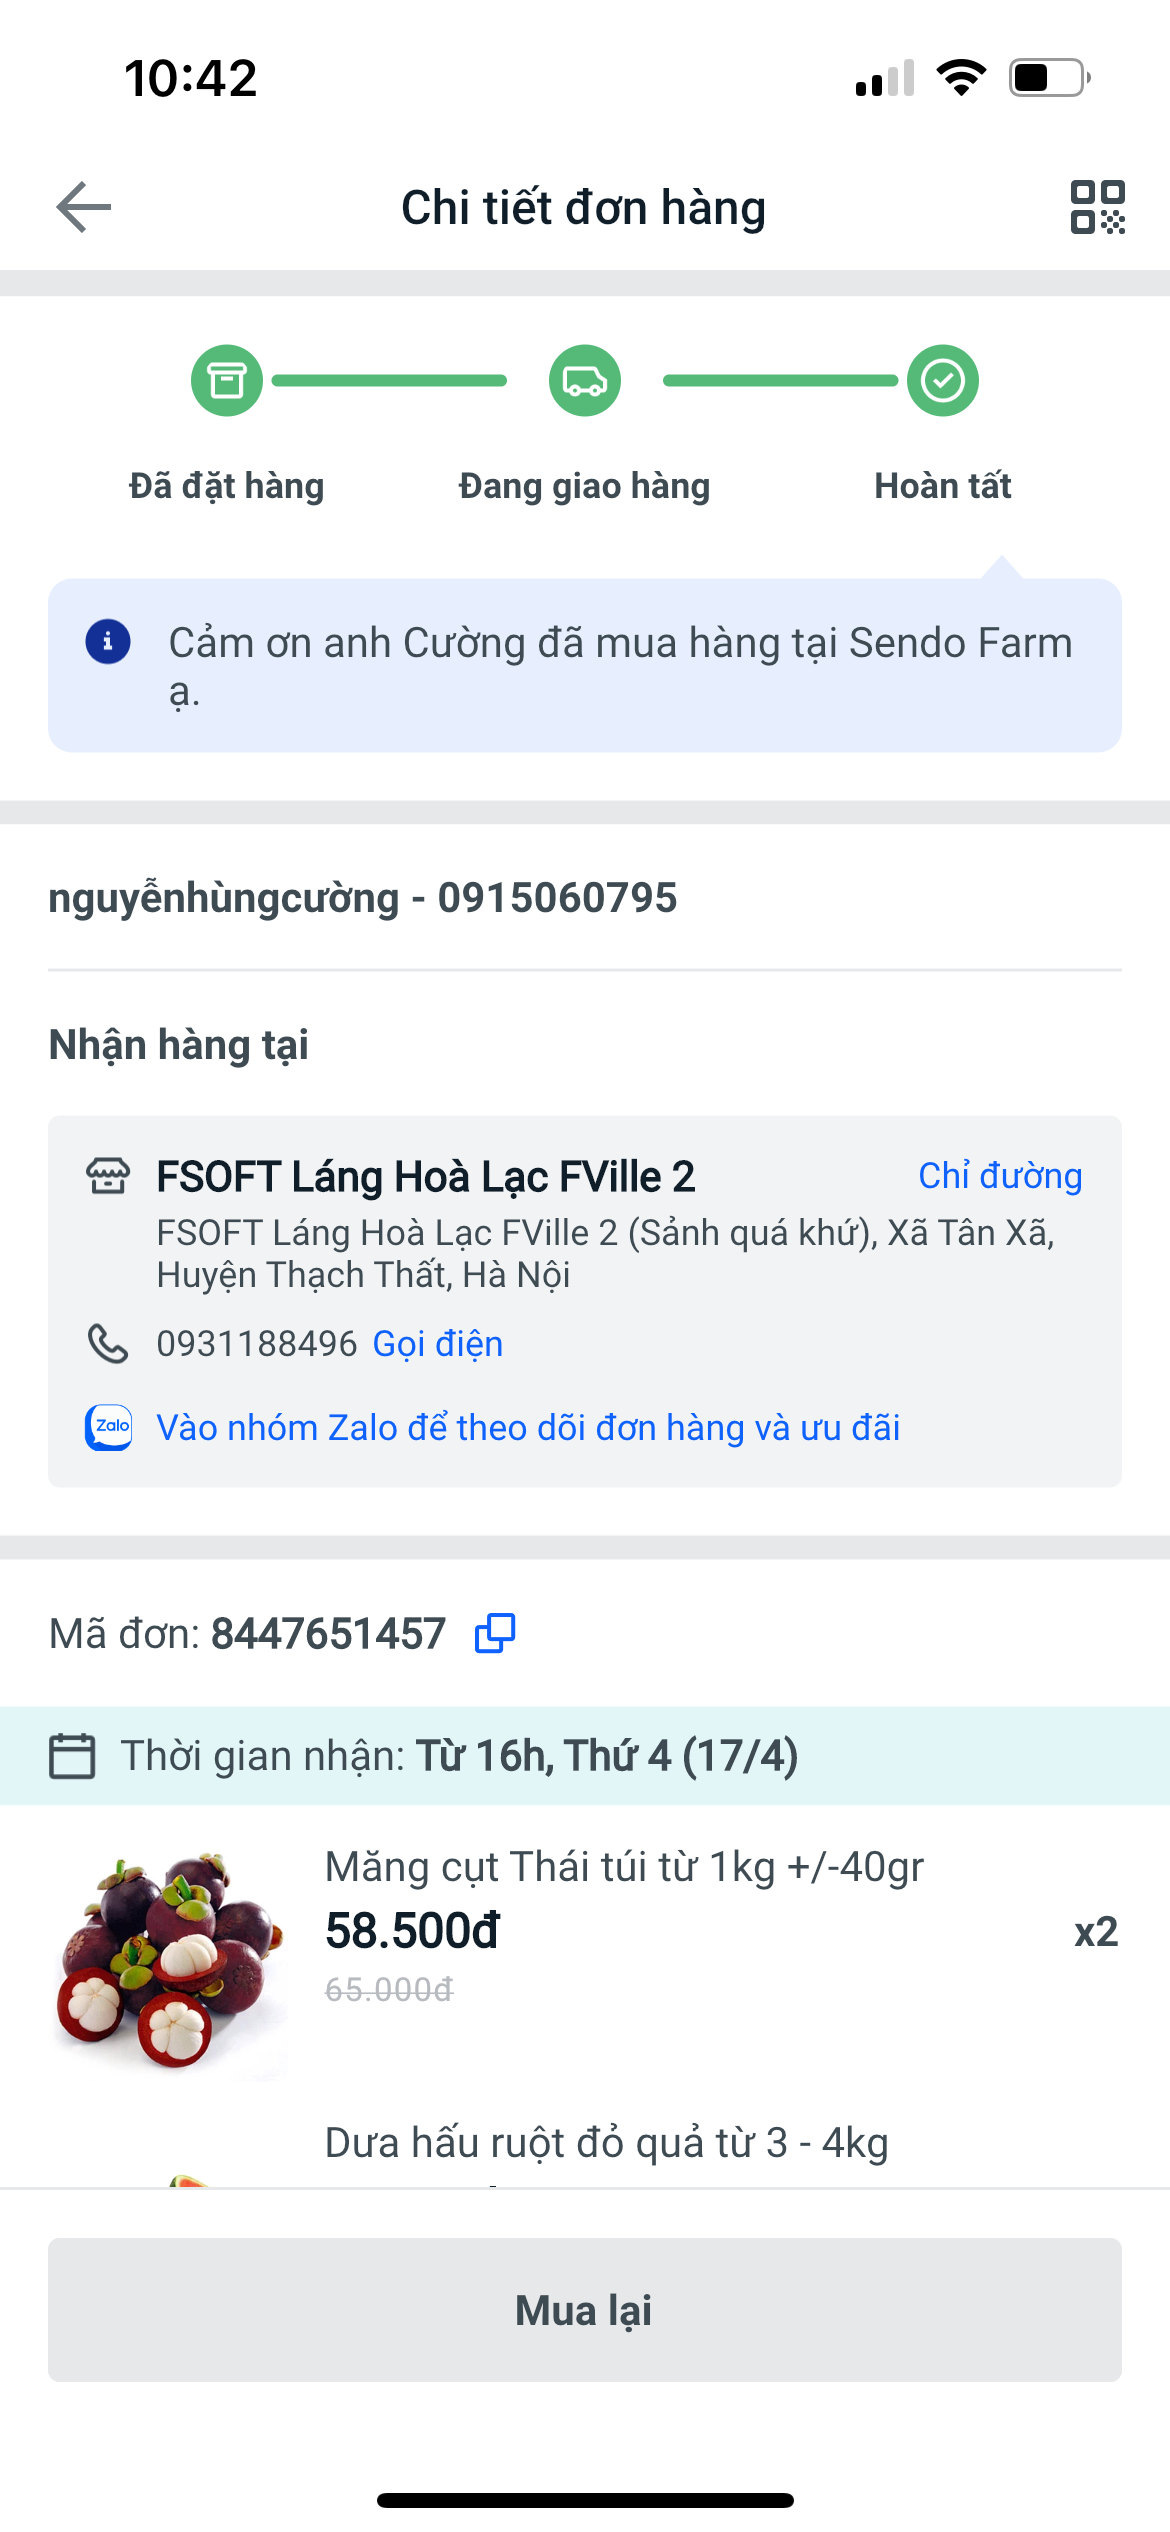 10:42
Chi tiết đơn hàng
Đã đặt hàng
Đang giao hàng
Hoàn tất
Cảm ơn anh Cường đã mua hàng tại Sendo Farm
ạ.
nguyễnhùngcường - 0915060795
Nhận hàng tại
FSOFT Láng Hoà Lạc FVille 2
Chỉ đường
FSOFT Láng Hoà Lạc FVille 2 (Sảnh quá khứ), Xã Tân Xã,
Huyện Thạch Thất, Hà Nội
0931188496 Gọi điện
Zalo
Vào nhóm Zalo để theo dõi đơn hàng và ưu đãi
Mã đơn: 8447651457
Thời gian nhận: Từ 16h, Thứ 4 (17/4)
Măng cụt Thái túi từ 1kg +/-40gr
58.500đ
x2
65.000đ
Dưa hấu ruột đỏ quả từ 3 - 4kg
Mua lại